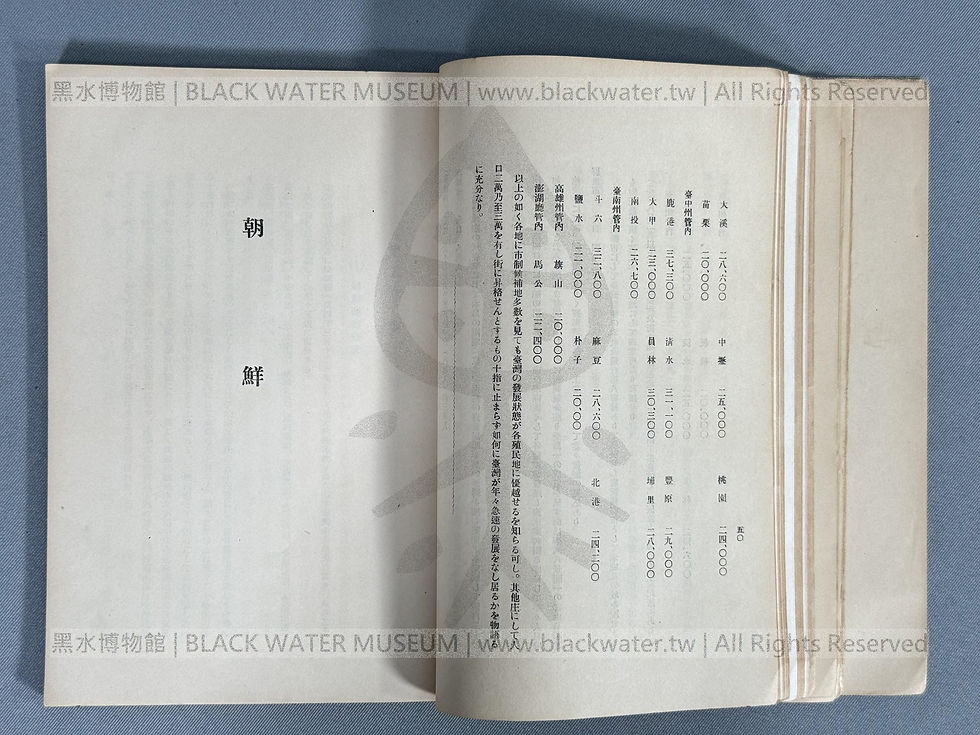 黑水博物館 | BLACK WATER MUSEUM | www.blackwater.tw | All Rights Reserved
五〇
大溪 二八、六〇〇 中壢 二五、〇〇〇 桃園 二四、〇〇〇
苗栗 二〇、〇〇〇
臺中州管內
鹿港 三七、三〇〇 淸水 三一、一〇〇 豐原 二九、〇〇〇
大甲 二三、〇〇〇 員林 三〇、三〇〇 埔里 二八、〇〇〇
南投 二六、七〇〇
臺南州管內
斗六 三二、八〇〇 麻豆 二八、六〇〇 北港 二四、二〇〇
鹽水 二二、〇〇〇 朴子 二〇、〇〇〇
高雄州管內 旗山 二〇、〇〇〇
澎湖廳管內 馬公 二二、四〇〇
以上の如く各地に市制候補地多數を見ても臺灣の發展狀態が各殖民地に優越せるを知らる可し。其他庄にして人
口二萬乃至三萬を有し街に昇格せんとするもの十指に止まらず如何に臺灣が年々急速の發展をなし居るかを物語る
に充分なり。
朝鮮
黑水博物館 | BLACK WATER MUSEUM | www.blackwater.tw | All Rights Reserved